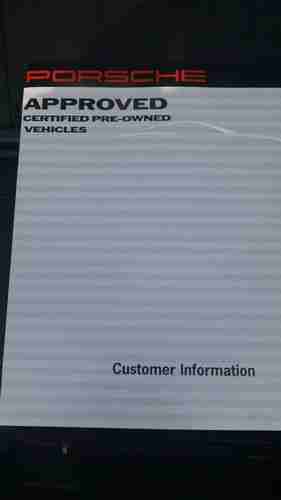 PORSCHE
APPROVED
CERTIFIED PRE-OWNED
VEHICLES
Customer Information